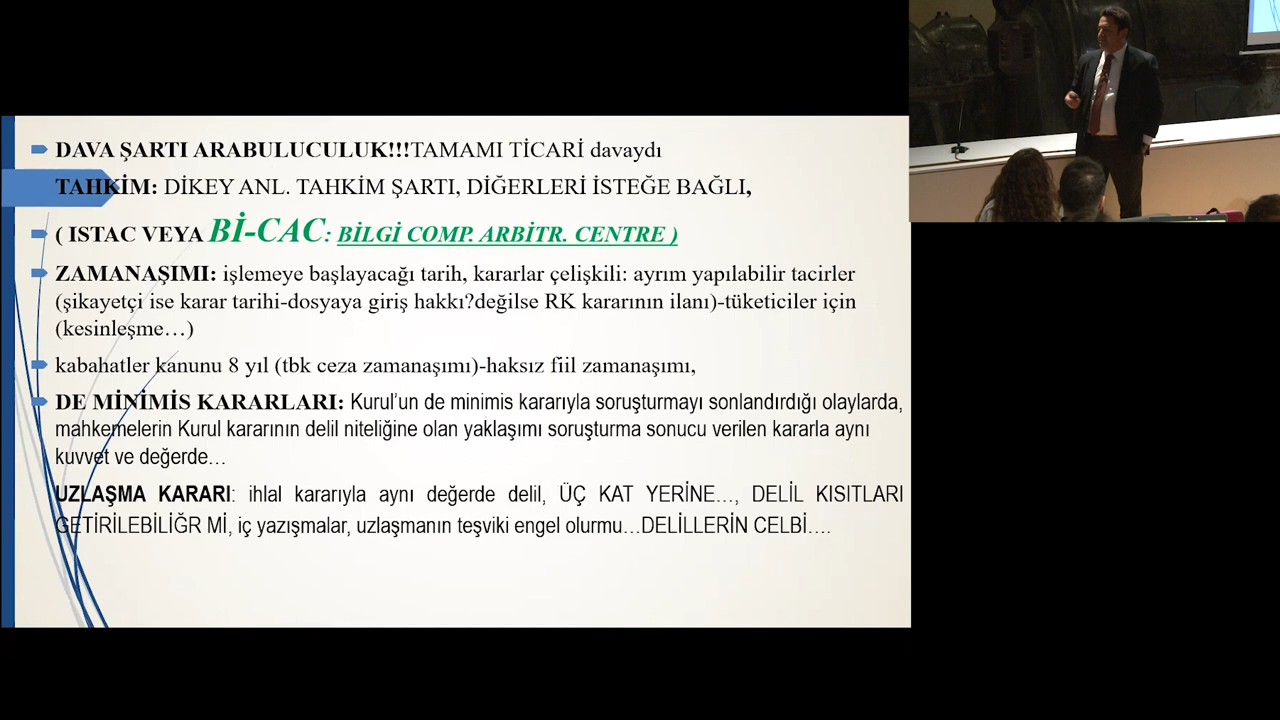 DAVA ŞARTI ARABULUCULUK!!!TAMAMI TİCARİ davaydı
TAHKİM: DİKEY ANL. TAHKİM ŞARTI, DİĞERLERİ İSTEĞE BAĞLI,
( ISTAC VEYA Bİ-CAC: BİLGİ COMP. ARBİTR. CENTRE )
ZAMANAŞIMI: işlemeye başlayacağı tarih, kararlar çelişkili: ayrım yapılabilir tacirler
(şikayetçi ise karar tarihi-dosyaya giriş hakkı?değilse RK kararının ilanı)-tüketiciler için
(kesinleşme…)
kabahatler kanunu 8 yıl (tbk ceza zamanaşımı)-haksız fiil zamanaşımı,
DE MİNİMİS KARARLARI: Kurul’un de minimis kararıyla soruşturmayı sonlandırdığı olaylarda,
mahkemelerin Kurul kararının delil niteliğine olan yaklaşımı soruşturma sonucu verilen kararla aynı
kuvvet ve değerde…
UZLAŞMA KARARI: ihlal kararıyla aynı değerde delil, ÜÇ KAT YERİNE…, DELİL KISITLARI
GETİRİLEBİLİĞR Mİ, iç yazışmalar, uzlaşmanın teşviki engel olurmu…DELİLLERİN CELBİ….